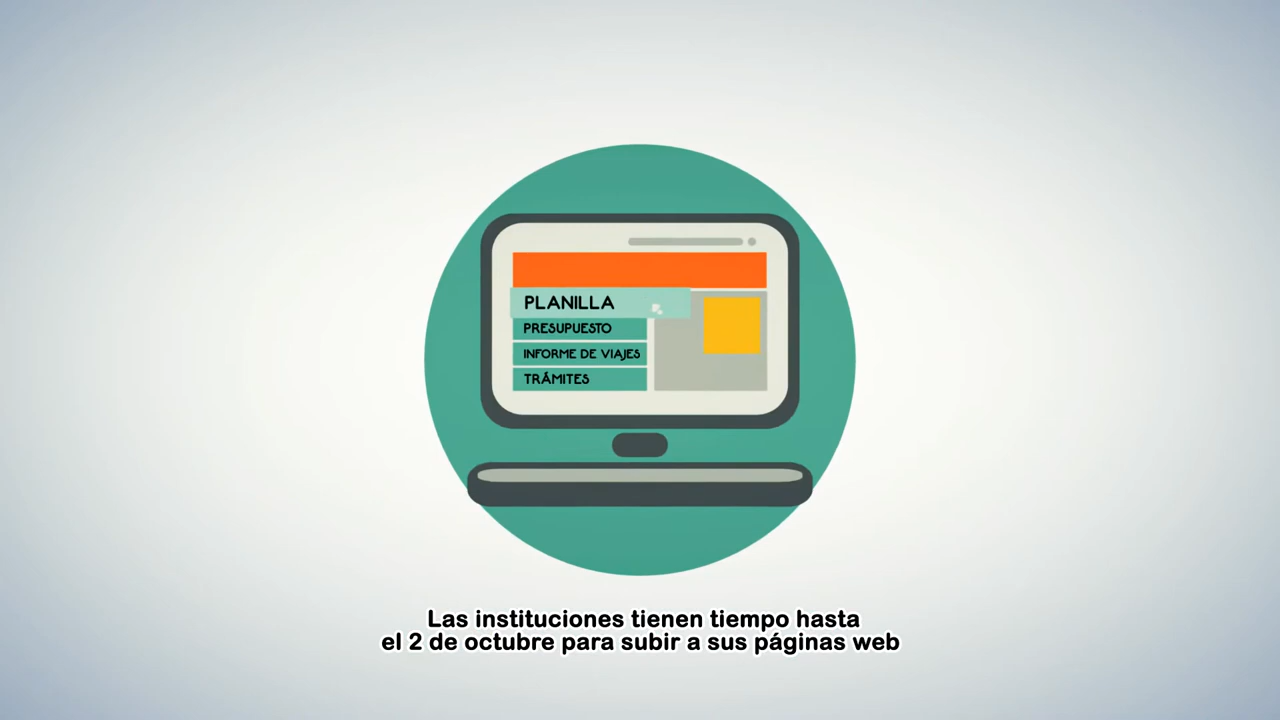 PLANILLA
PRESUPUESTO
INFORME DE VIAJES
TRÁMITES
Las instituciones tienen tiempo hasta
el 2 de octubre para subir a sus páginas web